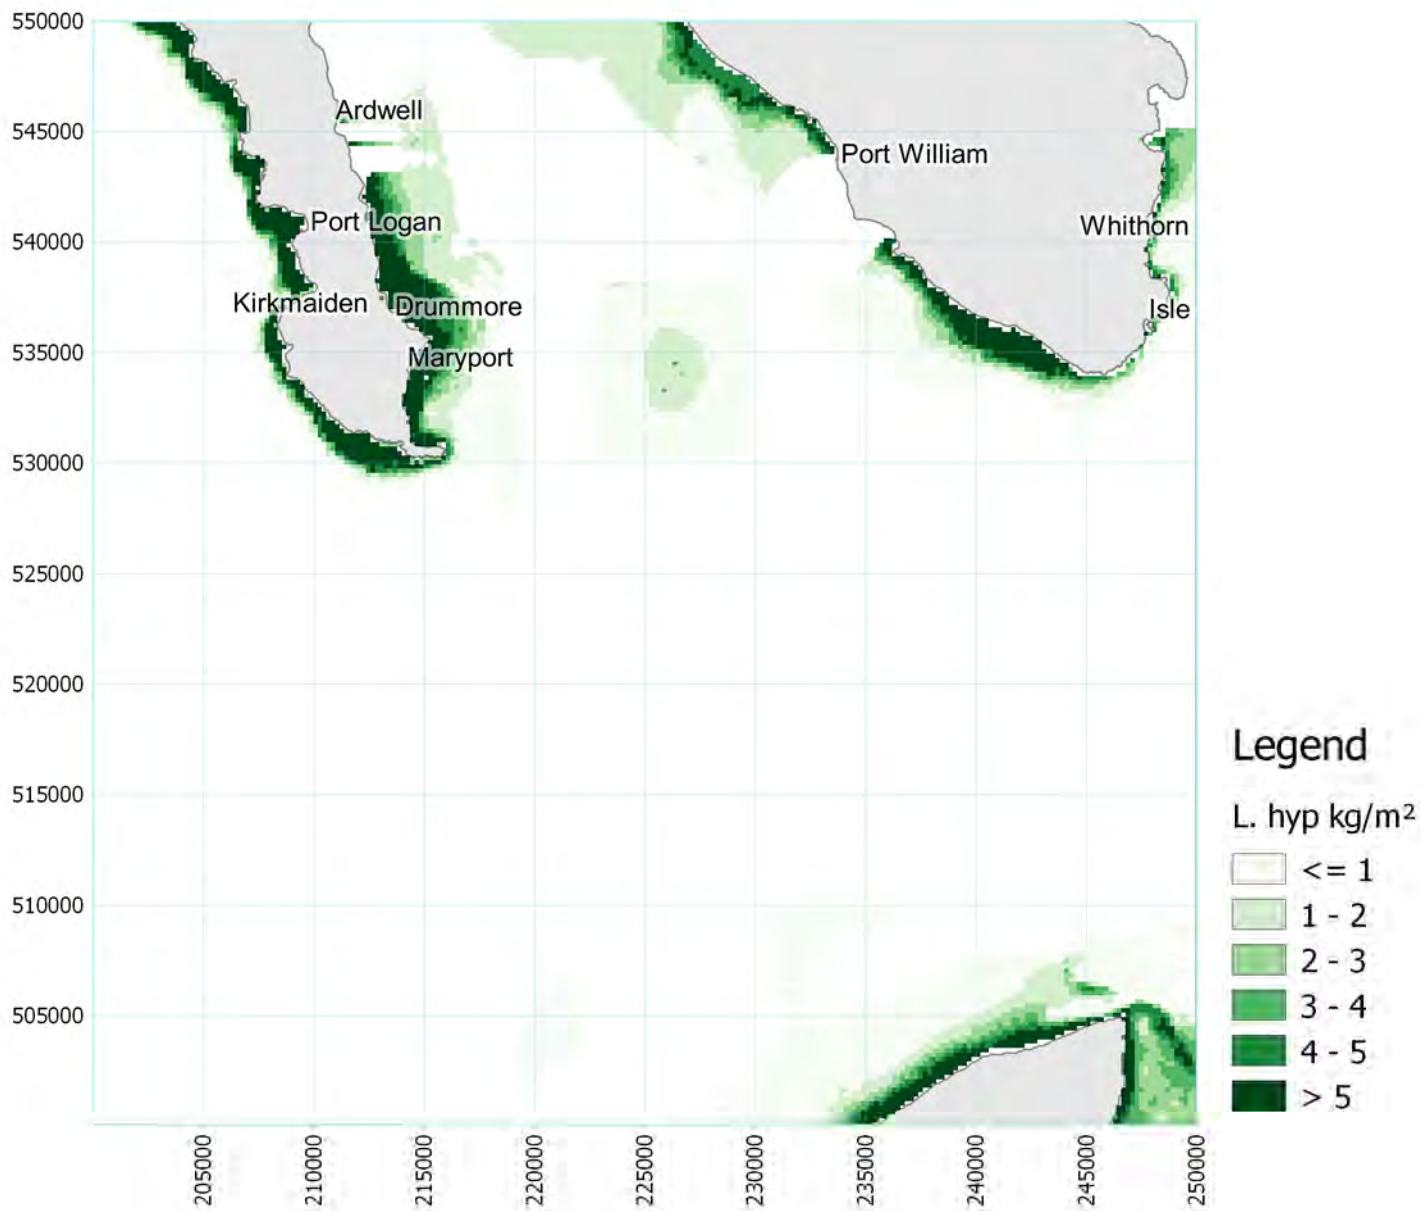 550000
545000
540000
535000
530000
525000
520000
515000
510000
505000
Ardwell
Port William
Port Logan
Whithorn
Kirkmaiden
Drummore
Isle
Maryport
Legend
L. hyp kg/m²
<= 1
1 - 2
2 - 3
3 - 4
4 - 5
> 5
205000
210000
215000
220000
225000
230000
235000
240000
245000
250000